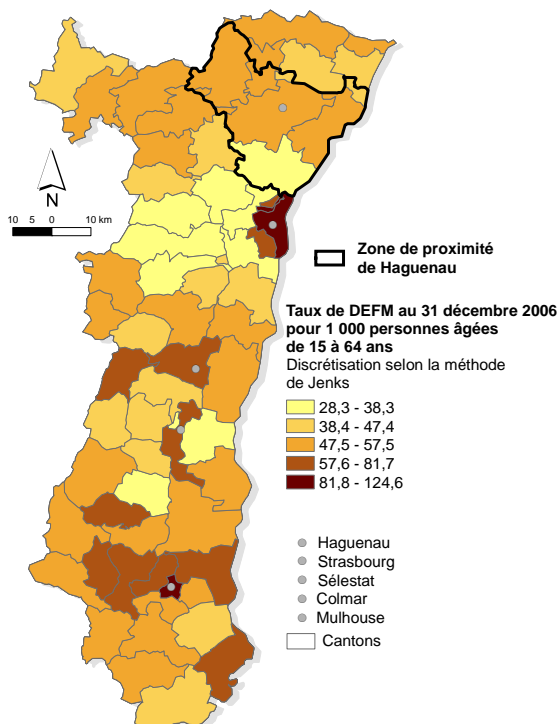 N
10 5 0 10 km
Zone de proximité
de Haguenau
Taux de DEFM au 31 décembre 2006
pour 1 000 personnes âgées
de 15 à 64 ans
Discrétisation selon la méthode
de Jenks
28,3 - 38,3
38,4 - 47,4
47,5 - 57,5
57,6 - 81,7
81,8 - 124,6
Haguenau
Strasbourg
Sélestat
Colmar
Mulhouse
Cantons